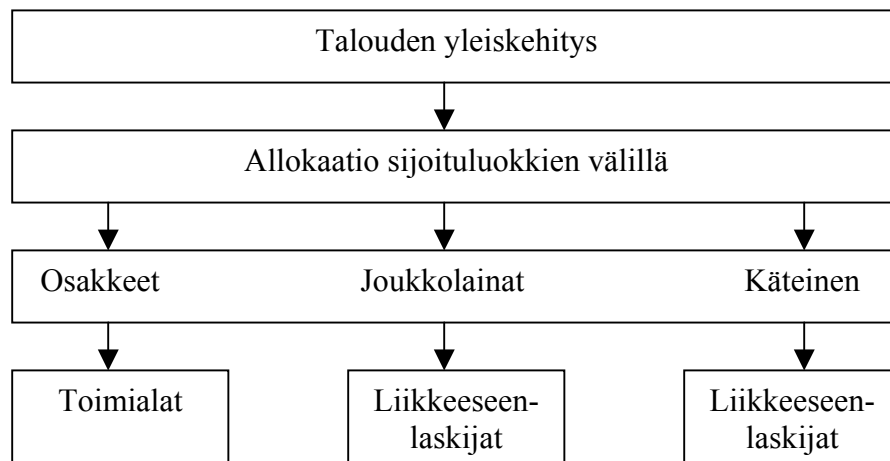 Talouden yleiskehitys
Allokaatio sijoituluokkien välillä
Osakkeet Joukkolainat Käteinen
Toimialat
Liikkeeseen-
laskijat
Liikkeeseen-
laskijat